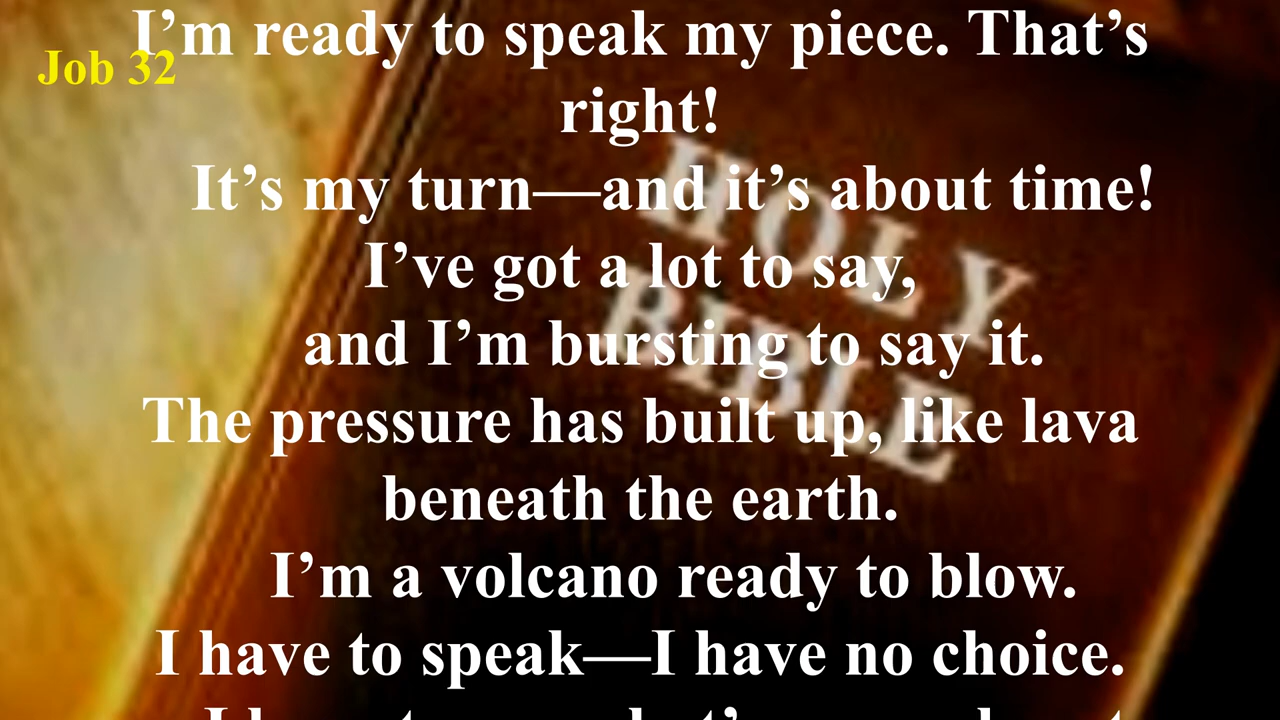 I’m ready to speak my piece. That’s
Job 32
right!
It’s my turn—and it’s about time!
I’ve got a lot to say,
and I’m bursting to say it.
The pressure has built up, like lava
beneath the earth.
I’m a volcano ready to blow.
I have to speak—I have no choice.
HOLY
BIBLE